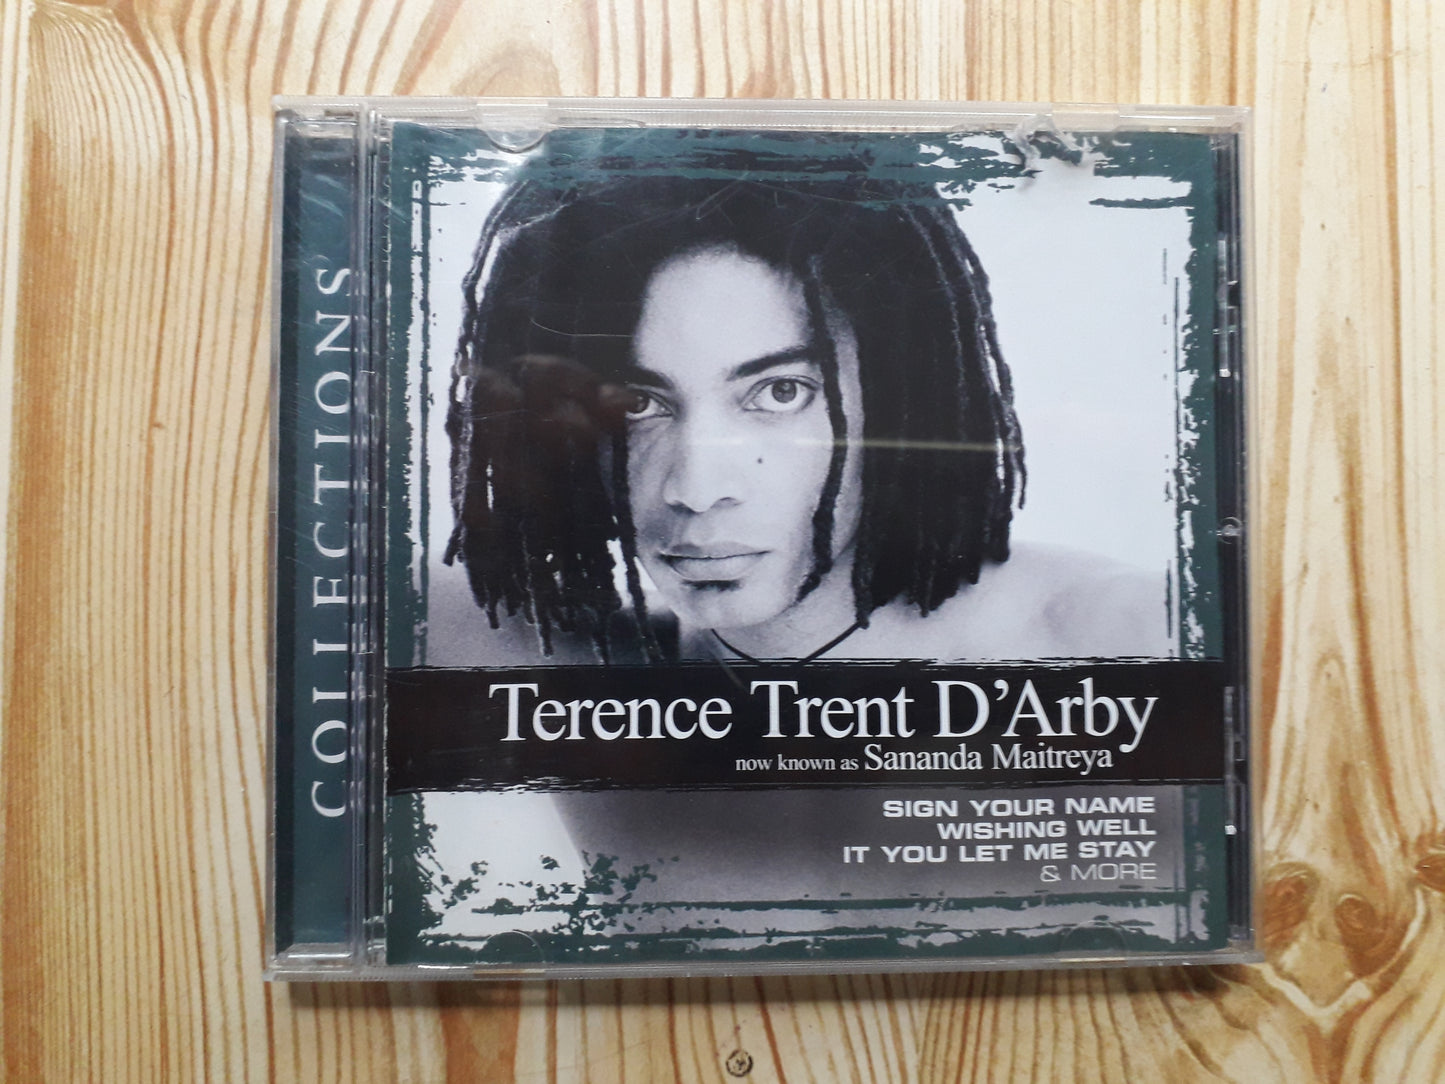 COLLECTIONS
Terence Trent D'Arby
now known as Sananda Maitreya
SIGN YOUR NAME
WISHING WELL
IT YOU LET ME STAY
& MORE